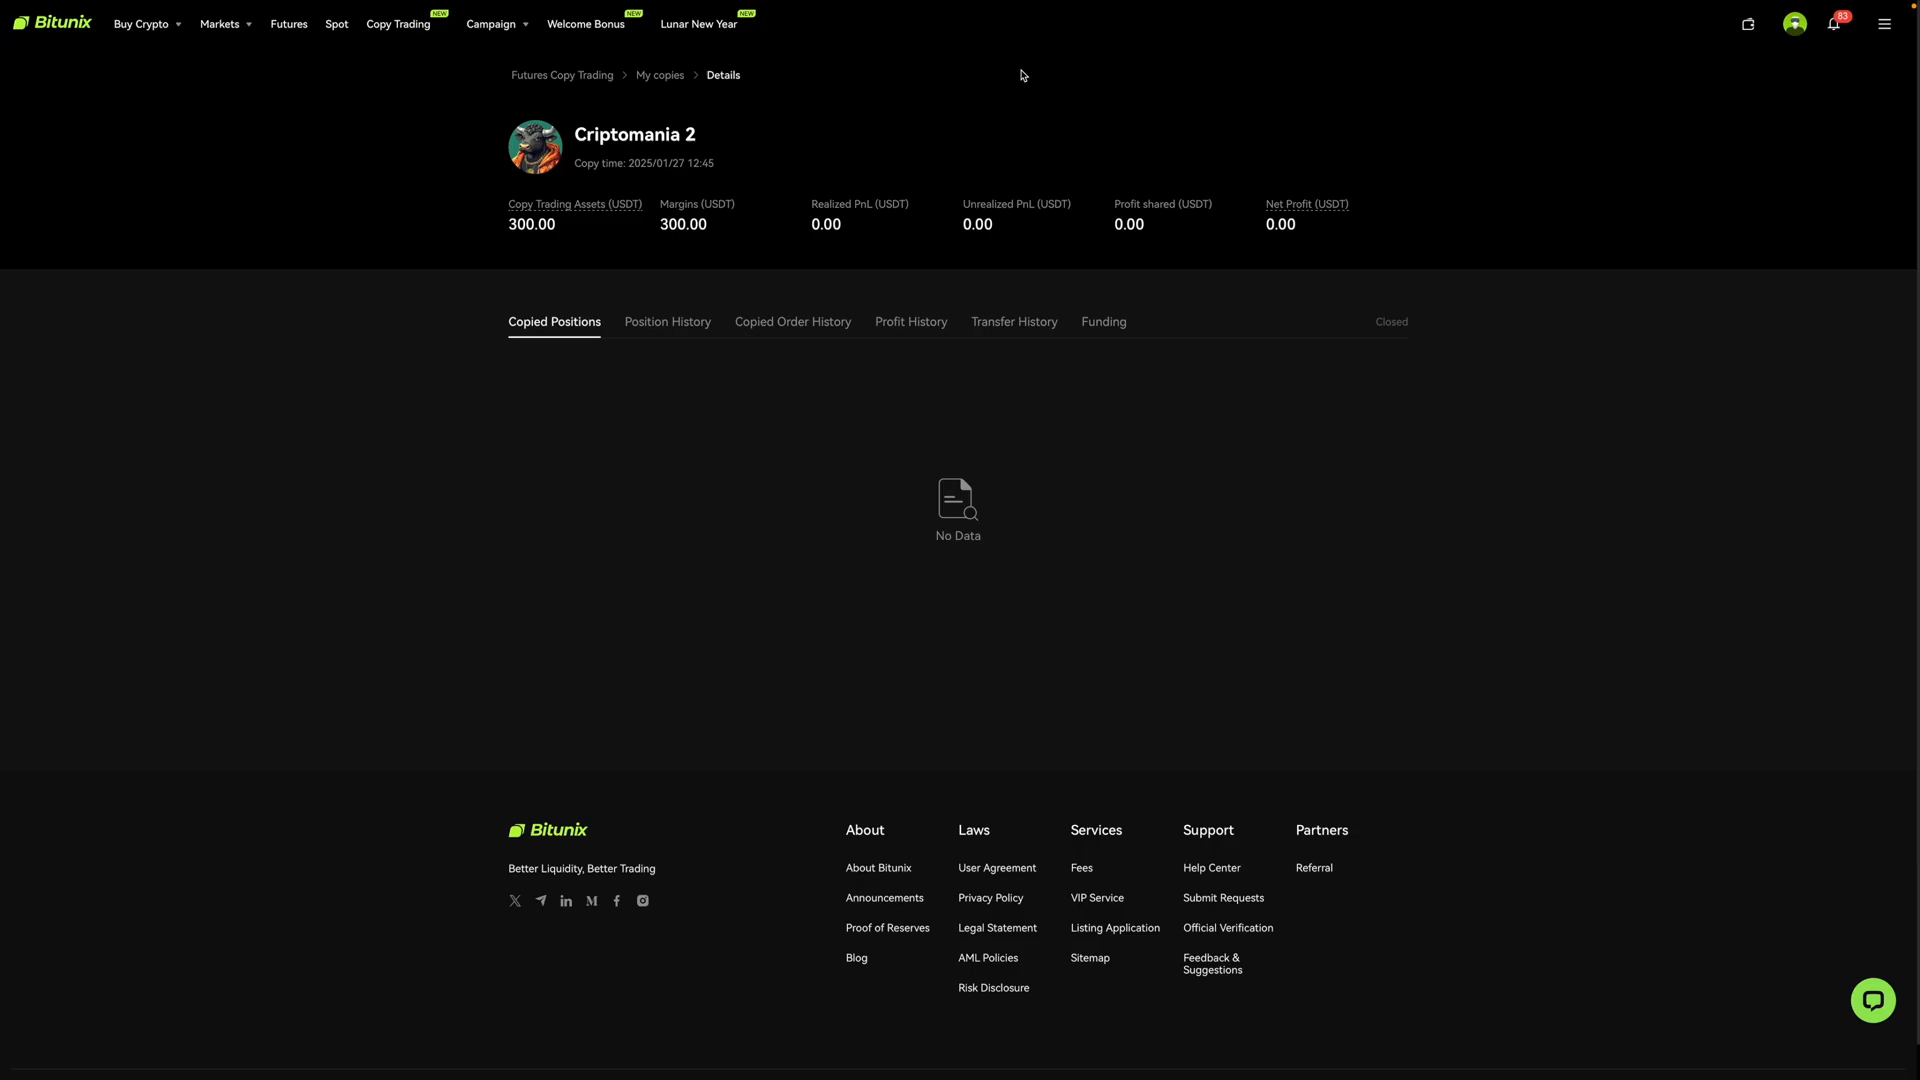 Bitunix
Buy Crypto
Markets
Futures
Spot
Copy Trading
NEW
Campaign
Welcome Bonus
NEW
Lunar New Year
NEW
83
Futures Copy Trading > My copies > Details
Criptomania 2
Copy time: 2025/01/27 12:45
Copy Trading Assets (USDT)
300.00
Margins (USDT)
300.00
Realized PnL (USDT)
0.00
Unrealized PnL (USDT)
0.00
Profit shared (USDT)
0.00
Net Profit (USDT)
0.00
Copied Positions
Position History
Copied Order History
Profit History
Transfer History
Funding
Closed
No Data
Bitunix
Better Liquidity, Better Trading
About
About Bitunix
Announcements
Proof of Reserves
Blog
Laws
User Agreement
Privacy Policy
Legal Statement
AML Policies
Risk Disclosure
Services
Fees
VIP Service
Listing Application
Sitemap
Support
Help Center
Submit Requests
Official Verification
Feedback &
Suggestions
Partners
Referral